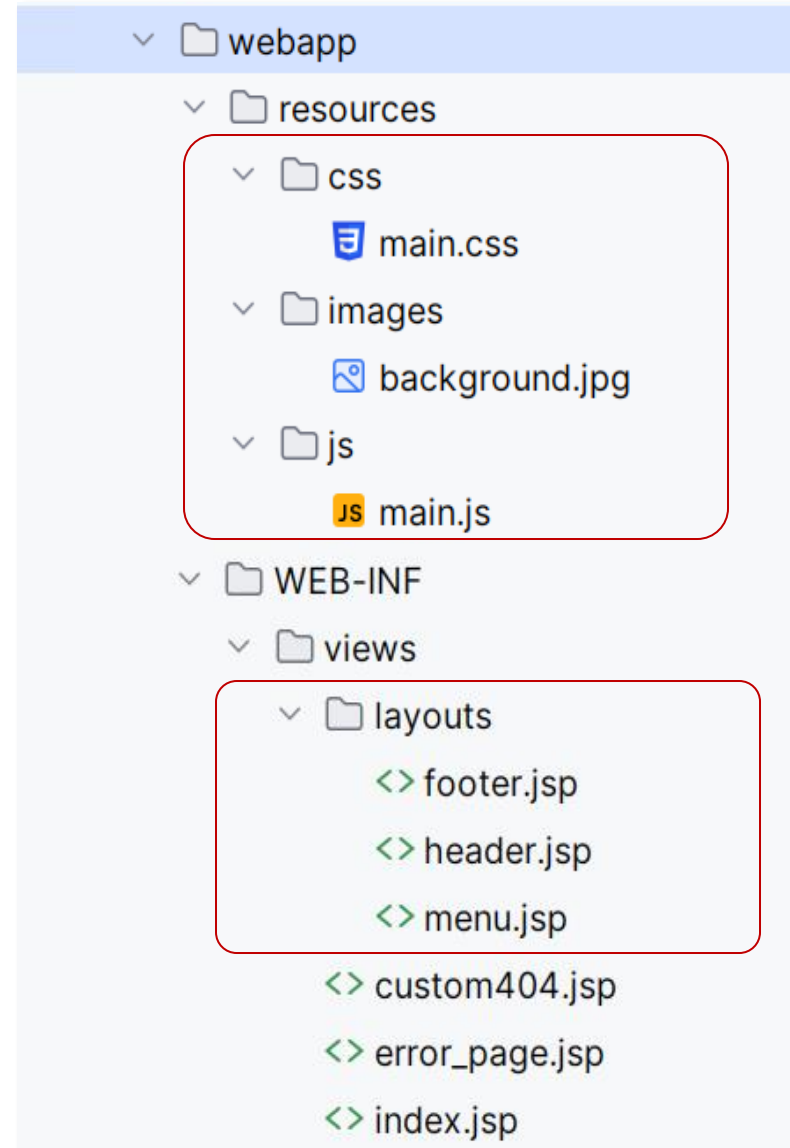 webapp
resources
css
main.css
images
background.jpg
js
JS main.js
WEB-INF
views
layouts
<> footer.jsp
<> header.jsp
<> menu.jsp
<> custom404.jsp
<> error_page.jsp
<> index.jsp